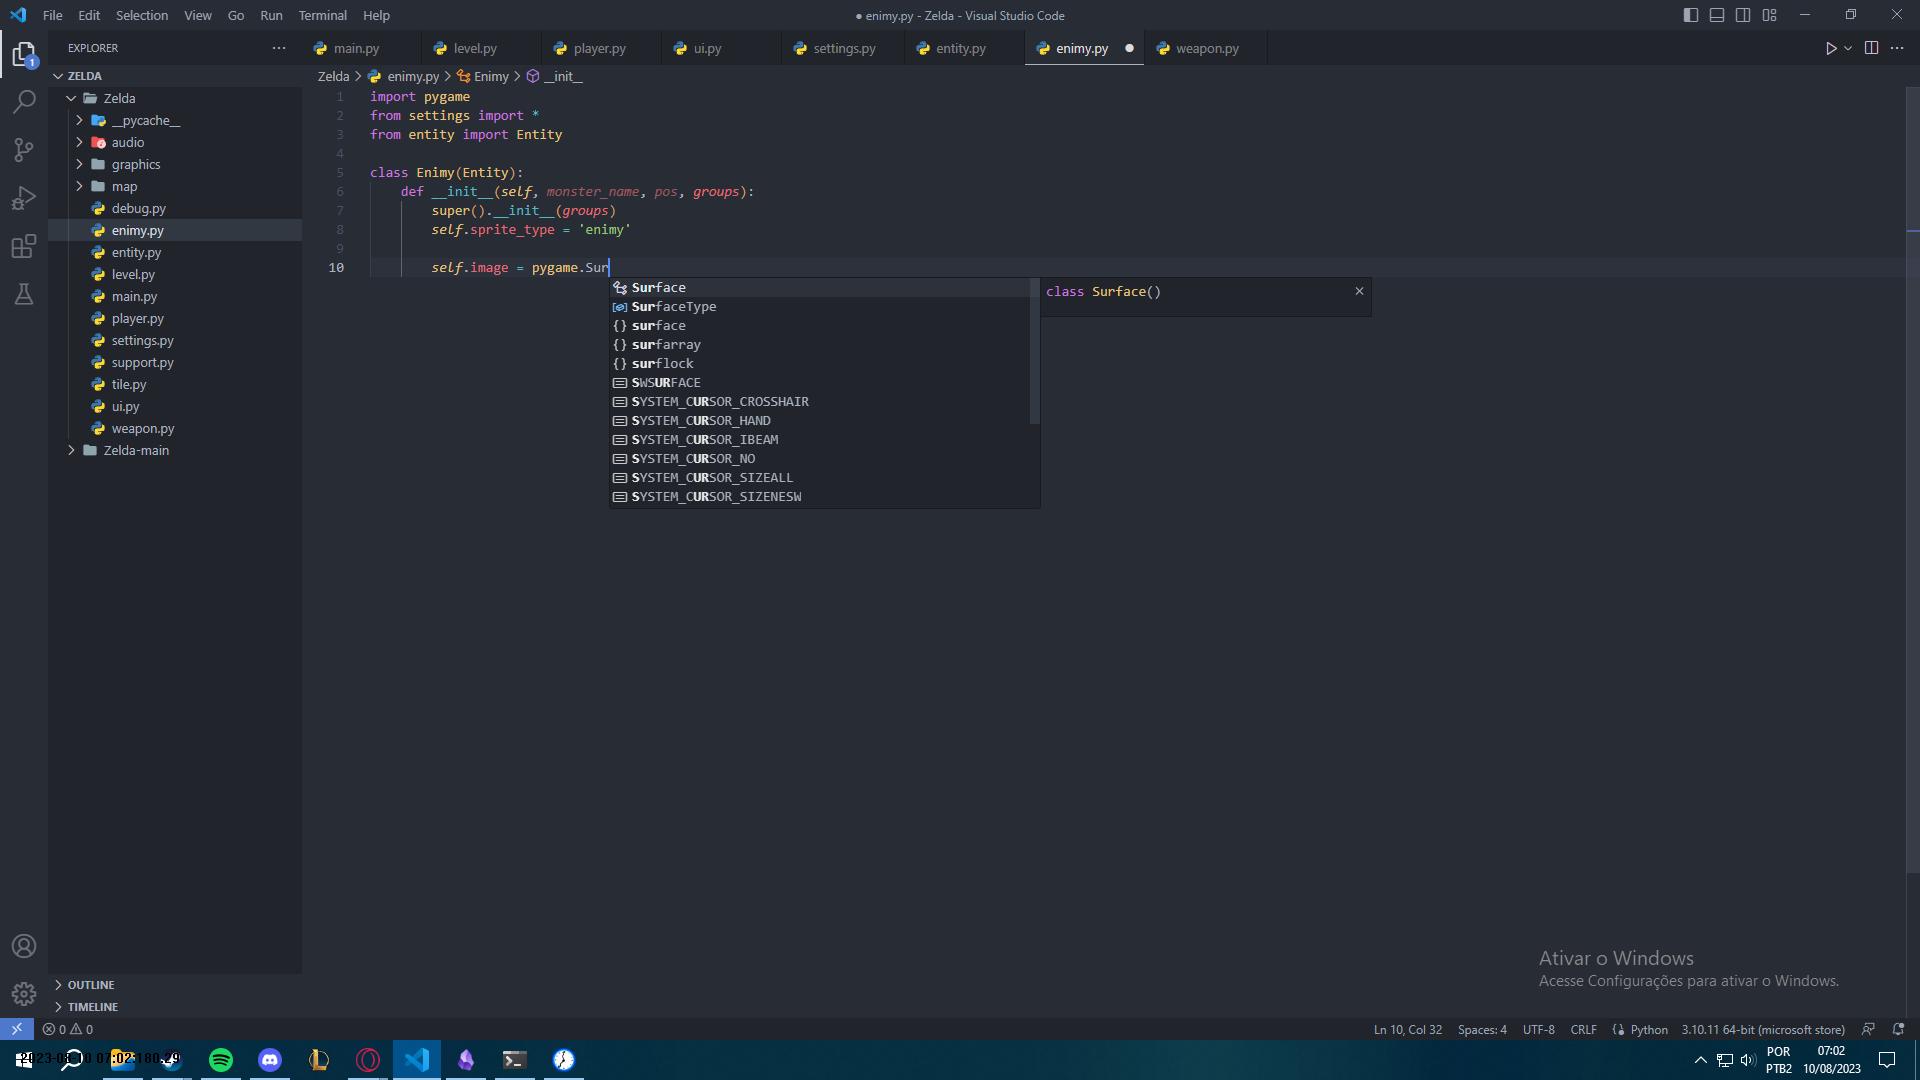 File Edit Selection View Go Run Terminal Help
● enimy.py - Zelda - Visual Studio Code
EXPLORER
main.py level.py player.py ui.py settings.py entity.py enimy.py weapon.py
ZELDA
Zelda
__pycache__
audio
graphics
map
debug.py
enimy.py
entity.py
level.py
main.py
player.py
settings.py
support.py
tile.py
ui.py
weapon.py
Zelda-main
OUTLINE
TIMELINE
Zelda > enimy.py > Enimy > __init__
1 import pygame
2 from settings import *
3 from entity import Entity
4
5 class Enimy(Entity):
6 def __init__(self, monster_name, pos, groups):
7 super().__init__(groups)
8 self.sprite_type = 'enimy'
9
10 self.image = pygame.Sur
Surface
SurfaceType
surface
surfarray
surflock
SWSURFACE
SYSTEM_CURSOR_CROSSHAIR
SYSTEM_CURSOR_HAND
SYSTEM_CURSOR_IBEAM
SYSTEM_CURSOR_NO
SYSTEM_CURSOR_SIZEALL
SYSTEM_CURSOR_SIZENESW
class Surface()
Ativar o Windows
Acesse Configurações para ativar o Windows.
0 0
Ln 10, Col 32 Spaces: 4 UTF-8 CRLF Python 3.10.11 64-bit (microsoft store)
1
POR
PTB2
07:02
10/08/2023